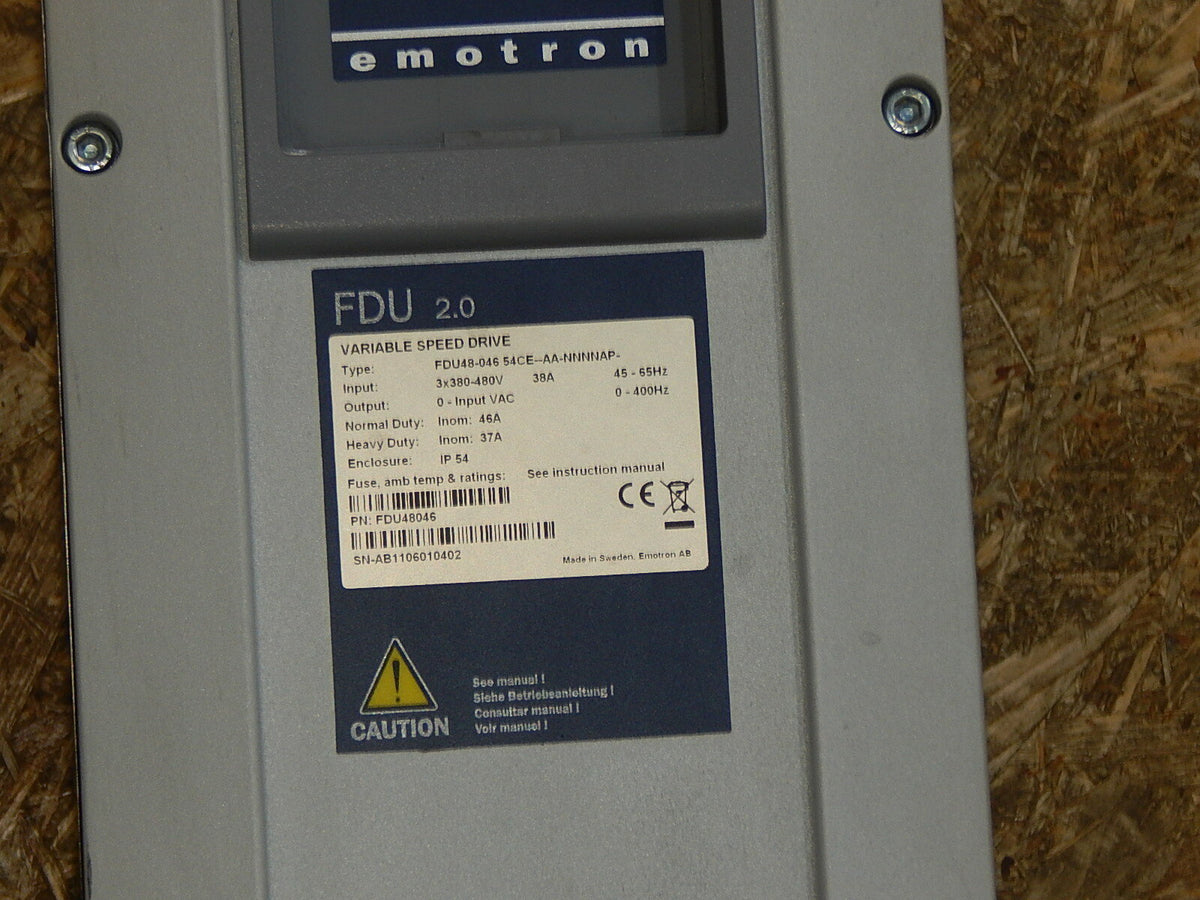 emotron
FDU 2.0
VARIABLE SPEED DRIVE
Type: FDU48-046 54CE--AA-NNNNAP-
Input: 3x380-480V 38A 45 - 65Hz
Output: 0 - Input VAC 0 - 400Hz
Normal Duty: Inom: 46A
Heavy Duty: Inom: 37A
Enclosure: IP 54
Fuse, amb temp & ratings: See instruction manual
CE
PN: FDU48046
SN-AB1106010402
Made in Sweden, Emotron AB
CAUTION
See manual !
Siehe Betriebsanleitung !
Consultar manual !
Voir manuel !